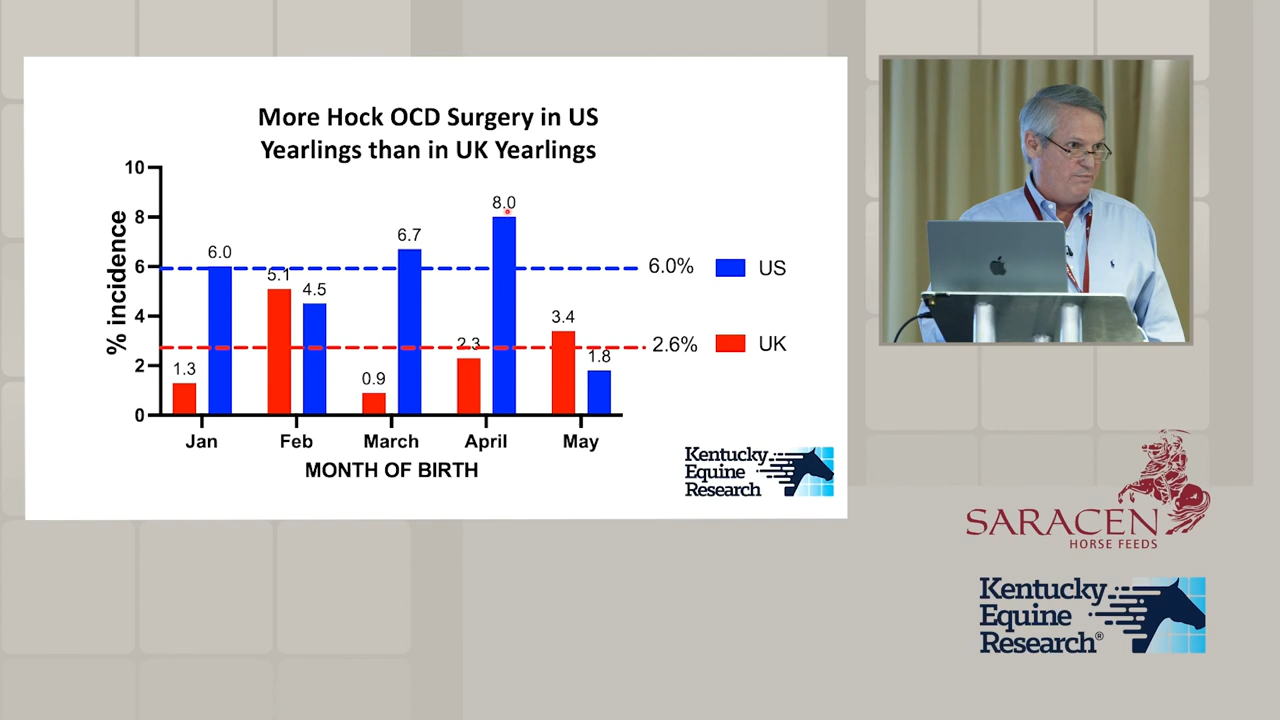 More Hock OCD Surgery in US
Yearlings than in UK Yearlings
% incidence
10
8
6
4
2
0
1.3
6.0
5.1
4.5
0.9
6.7
2.3
8.0
3.4
1.8
6.0%
US
2.6%
UK
Jan
Feb
March
April
May
MONTH OF BIRTH
Kentucky
Equine
Research
SARACEN
HORSE FEEDS
Kentucky
Equine
Research®